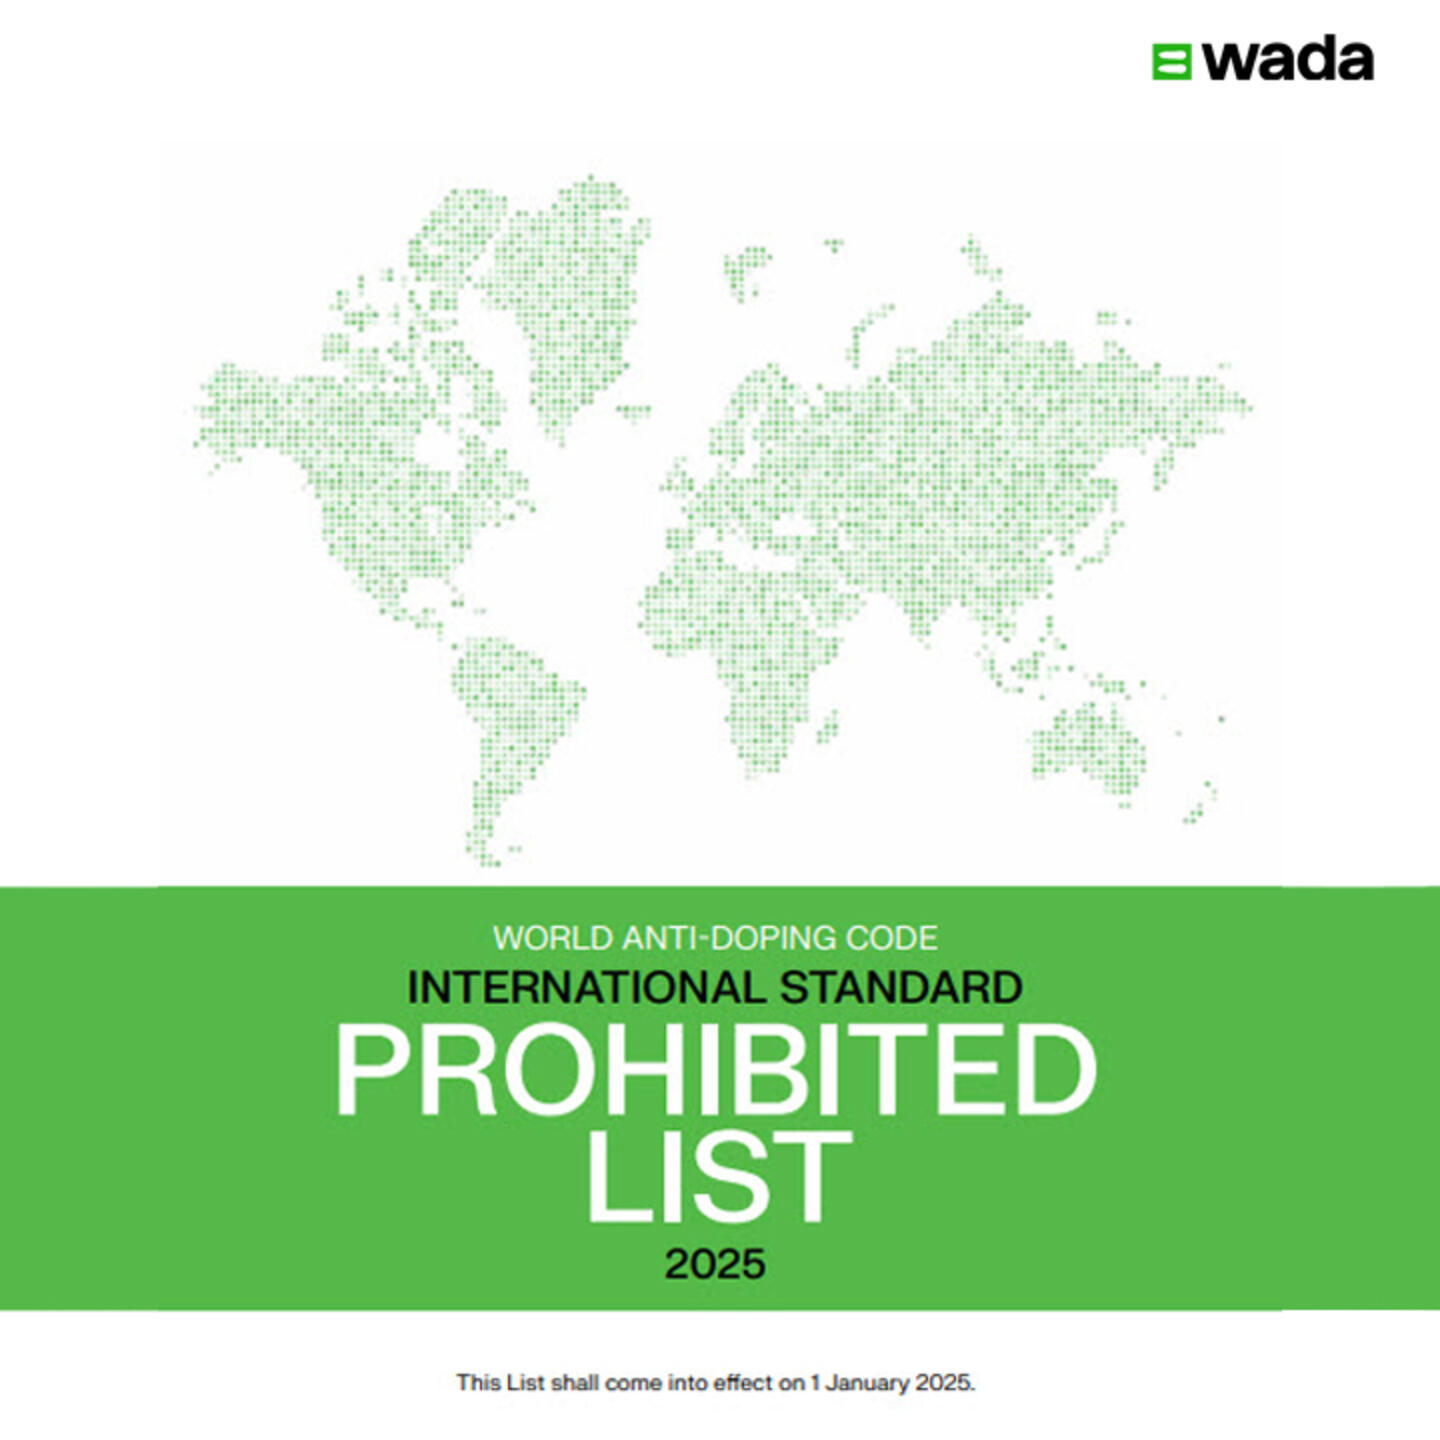 wada
WORLD ANTI-DOPING CODE
INTERNATIONAL STANDARD
PROHIBITED
LIST
2025
This List shall come into effect on 1 January 2025.